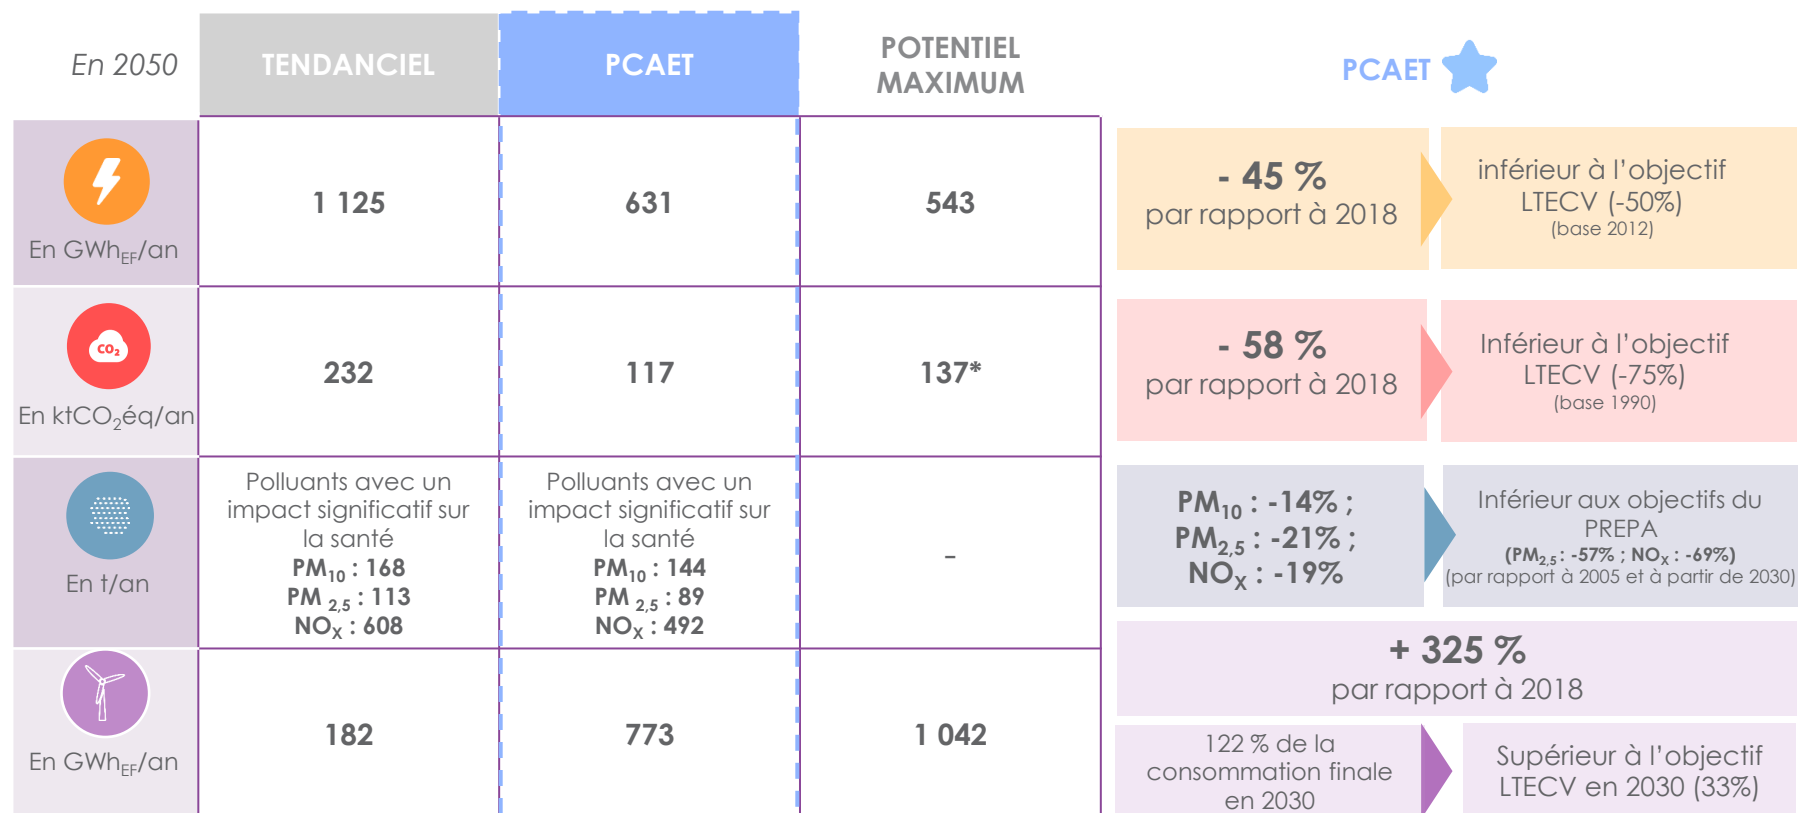 En 2050
TENDANCIEL
PCAET
POTENTIEL
MAXIMUM
PCAET
En GWhEF/an
1 125
631
543
- 45 %
par rapport à 2018
inférieur à l’objectif
LTECV (-50%)
(base 2012)
CO2
En ktCO2éq/an
232
117
137*
- 58 %
par rapport à 2018
Inférieur à l’objectif
LTECV (-75%)
(base 1990)
En t/an
Polluants avec un
impact significatif sur
la santé
PM10 : 168
PM 2,5 : 113
NOX : 608
Polluants avec un
impact significatif sur
la santé
PM10 : 144
PM 2,5 : 89
NOX : 492
-
PM10 : -14% ;
PM2,5 : -21% ;
NOX : -19%
Inférieur aux objectifs du
PREPA
(PM2,5 : -57% ; NOX : -69%)
(par rapport à 2005 et à partir de 2030)
En GWhEF/an
182
773
1 042
+ 325 %
par rapport à 2018
122 % de la
consommation finale
en 2030
Supérieur à l’objectif
LTECV en 2030 (33%)